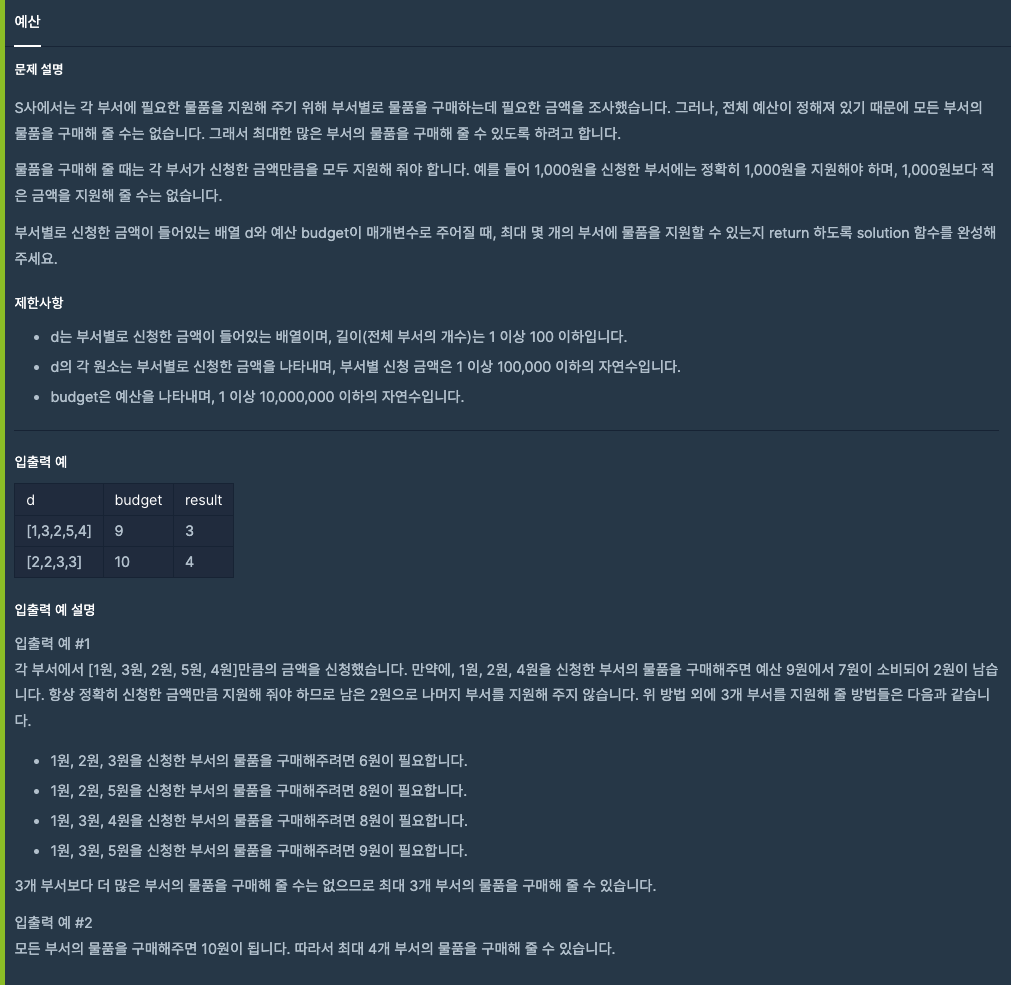 예산
문제 설명
S사에서는 각 부서에 필요한 물품을 지원해 주기 위해 부서별로 물품을 구매하는데 필요한 금액을 조사했습니다. 그러나, 전체 예산이 정해져 있기 때문에 모든 부서의
물품을 구매해 줄 수는 없습니다. 그래서 최대한 많은 부서의 물품을 구매해 줄 수 있도록 하려고 합니다.
물품을 구매해 줄 때는 각 부서가 신청한 금액만큼을 모두 지원해 줘야 합니다. 예를 들어 1,000원을 신청한 부서에는 정확히 1,000원을 지원해야 하며, 1,000원보다 적
은 금액을 지원해 줄 수는 없습니다.
부서별로 신청한 금액이 들어있는 배열 d와 예산 budget이 매개변수로 주어질 때, 최대 몇 개의 부서에 물품을 지원할 수 있는지 return 하도록 solution 함수를 완성해
주세요.
제한사항
• d는 부서별로 신청한 금액이 들어있는 배열이며, 길이(전체 부서의 개수)는 1 이상 100 이하입니다.
• d의 각 원소는 부서별로 신청한 금액을 나타내며, 부서별 신청 금액은 1 이상 100,000 이하의 자연수입니다.
• budget은 예산을 나타내며, 1 이상 10,000,000 이하의 자연수입니다.
입출력 예
d budget result
[1,3,2,5,4] 9 3
[2,2,3,3] 10 4
입출력 예 설명
입출력 예 #1
각 부서에서 [1원, 3원, 2원, 5원, 4원]만큼의 금액을 신청했습니다. 만약에, 1원, 2원, 4원을 신청한 부서의 물품을 구매해주면 예산 9원에서 7원이 소비되어 2원이 남습
니다. 항상 정확히 신청한 금액만큼 지원해 줘야 하므로 남은 2원으로 나머지 부서를 지원해 주지 않습니다. 위 방법 외에 3개 부서를 지원해 줄 방법들은 다음과 같습니
다.
• 1원, 2원, 3원을 신청한 부서의 물품을 구매해주려면 6원이 필요합니다.
• 1원, 2원, 5원을 신청한 부서의 물품을 구매해주려면 8원이 필요합니다.
• 1원, 3원, 4원을 신청한 부서의 물품을 구매해주려면 8원이 필요합니다.
• 1원, 3원, 5원을 신청한 부서의 물품을 구매해주려면 9원이 필요합니다.
3개 부서보다 더 많은 부서의 물품을 구매해 줄 수는 없으므로 최대 3개 부서의 물품을 구매해 줄 수 있습니다.
입출력 예 #2
모든 부서의 물품을 구매해주면 10원이 됩니다. 따라서 최대 4개 부서의 물품을 구매해 줄 수 있습니다.